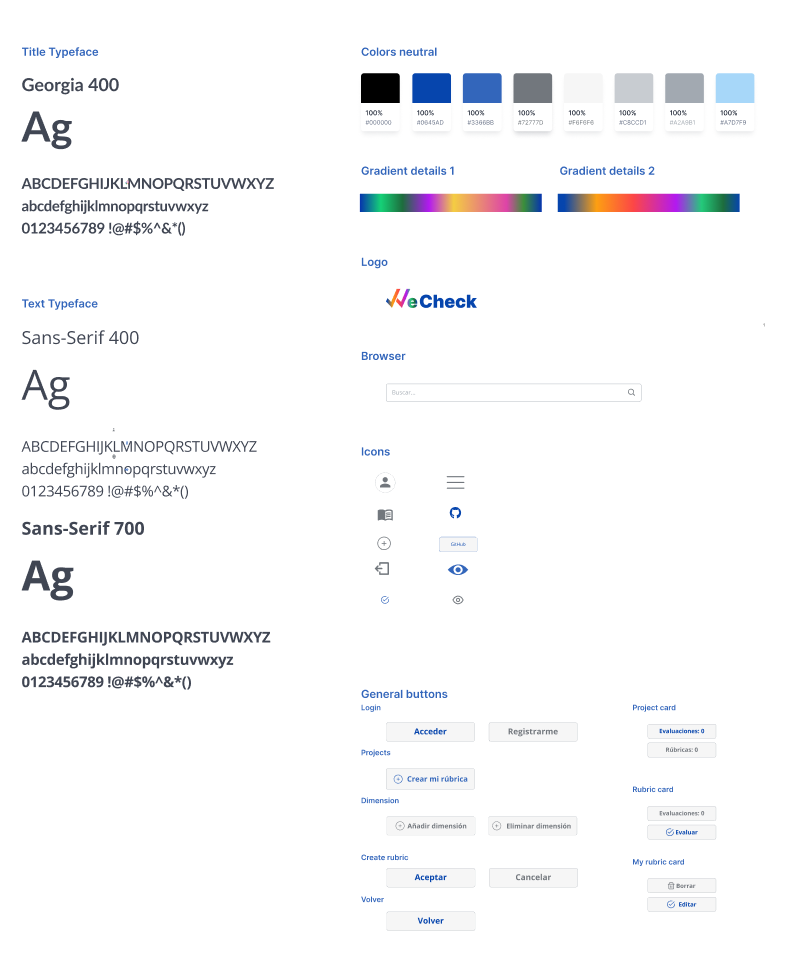 Title Typeface
Georgia 400
Ag
ABCDEFGHIJKLMNOPQRSTUVWXYZ
abcdefghijklmnopqrstuvwxyz
0123456789 !@#$%^&*()
Text Typeface
Sans-Serif 400
Ag
ABCDEFGHIJKLMNOPQRSTUVWXYZ
abcdefghijklmnopqrstuvwxyz
0123456789 !@#$%^&*()
Sans-Serif 700
Ag
ABCDEFGHIJKLMNOPQRSTUVWXYZ
abcdefghijklmnopqrstuvwxyz
0123456789 !@#$%^&*()
Colors neutral
100% 100% 100% 100% 100% 100% 100% 100%
#000000 #0645AD #3366BB #72777D #F6F6F6 #C8CCD1 #A2A9B1 #A7D7F9
Gradient details 1 Gradient details 2
Logo
WeCheck
Browser
Buscar...
Icons
GitHub
General buttons
Login
Acceder Registrarme
Projects
Crear mi rúbrica
Dimension
Añadir dimensión Eliminar dimensión
Create rubric
Aceptar Cancelar
Volver
Volver
Project card
Evaluaciones: 0
Rúbricas: 0
Rubric card
Evaluaciones: 0
Evaluar
My rubric card
Borrar
Editar